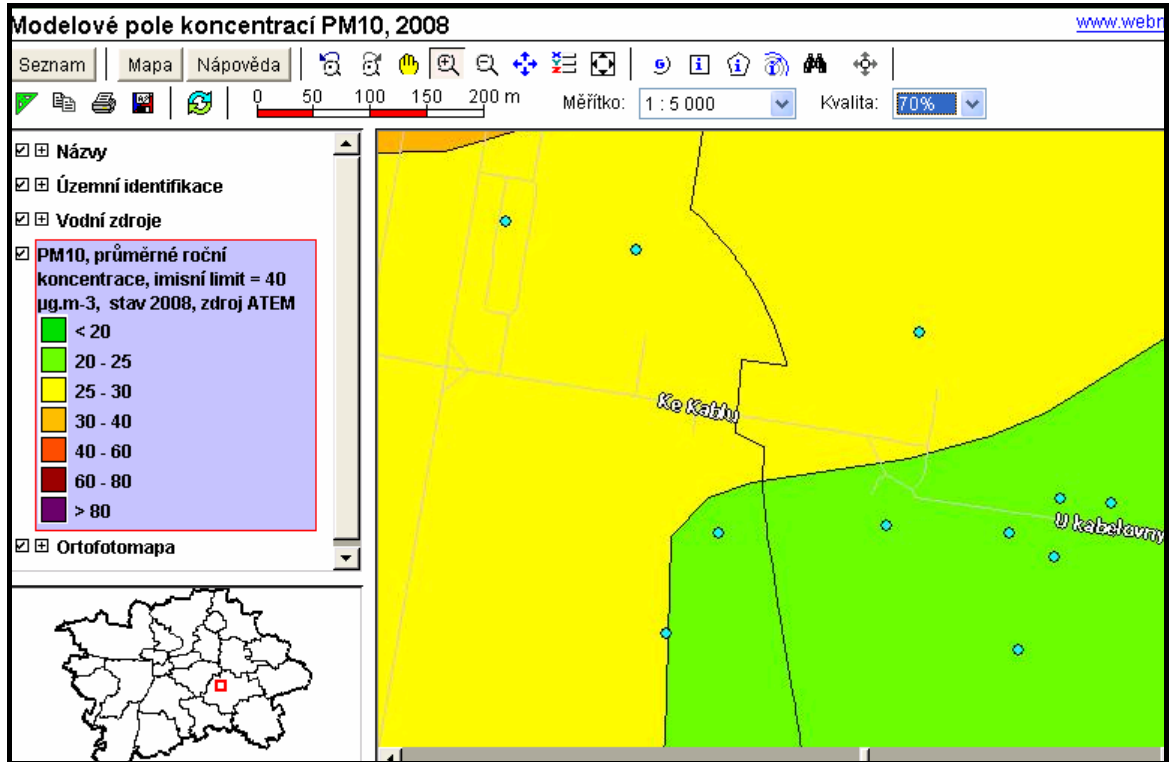 Modelové pole koncentrací PM10, 2008
www.webr
Seznam Mapa Nápověda
0 50 100 150 200 m Měřítko: 1 : 5 000 Kvalita: 70%
Názvy
Územní identifikace
Vodní zdroje
PM10, průměrné roční
koncentrace, imisní limit = 40
µg.m-3, stav 2008, zdroj ATEM
< 20
20 - 25
25 - 30
30 - 40
40 - 60
60 - 80
> 80
Ortofotomapa
Ke Kablu
U kabelovny